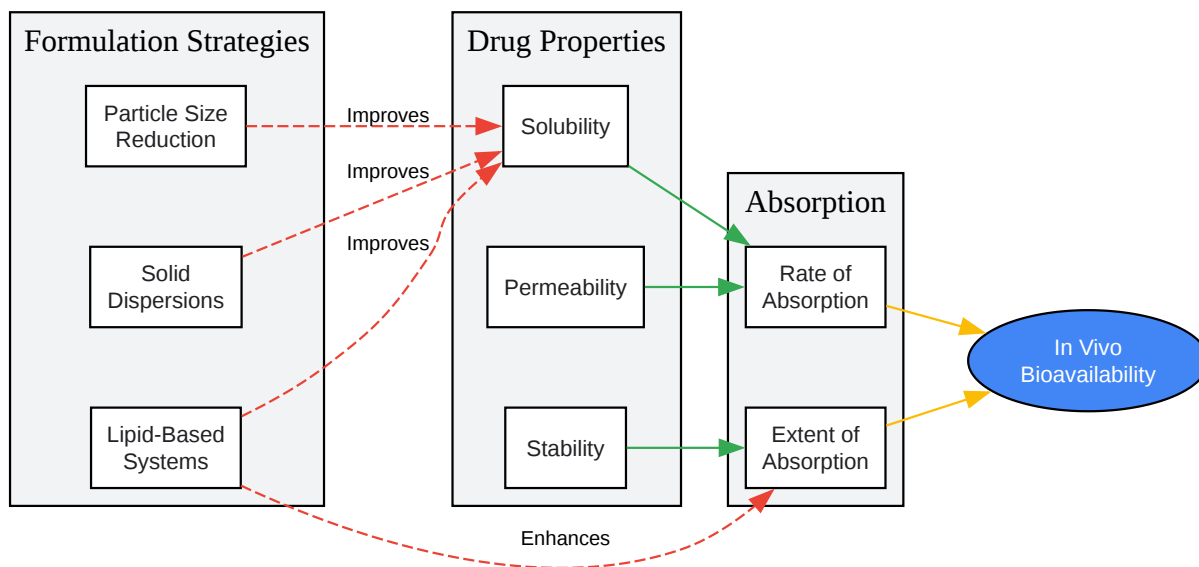 Formulation Strategies
Particle Size
Reduction
Solid
Dispersions
Lipid-Based
Systems
Improves
Improves
Improves
Enhances
Drug Properties
Solubility
Permeability
Stability
Absorption
Rate of
Absorption
Extent of
Absorption
In Vivo
Bioavailability